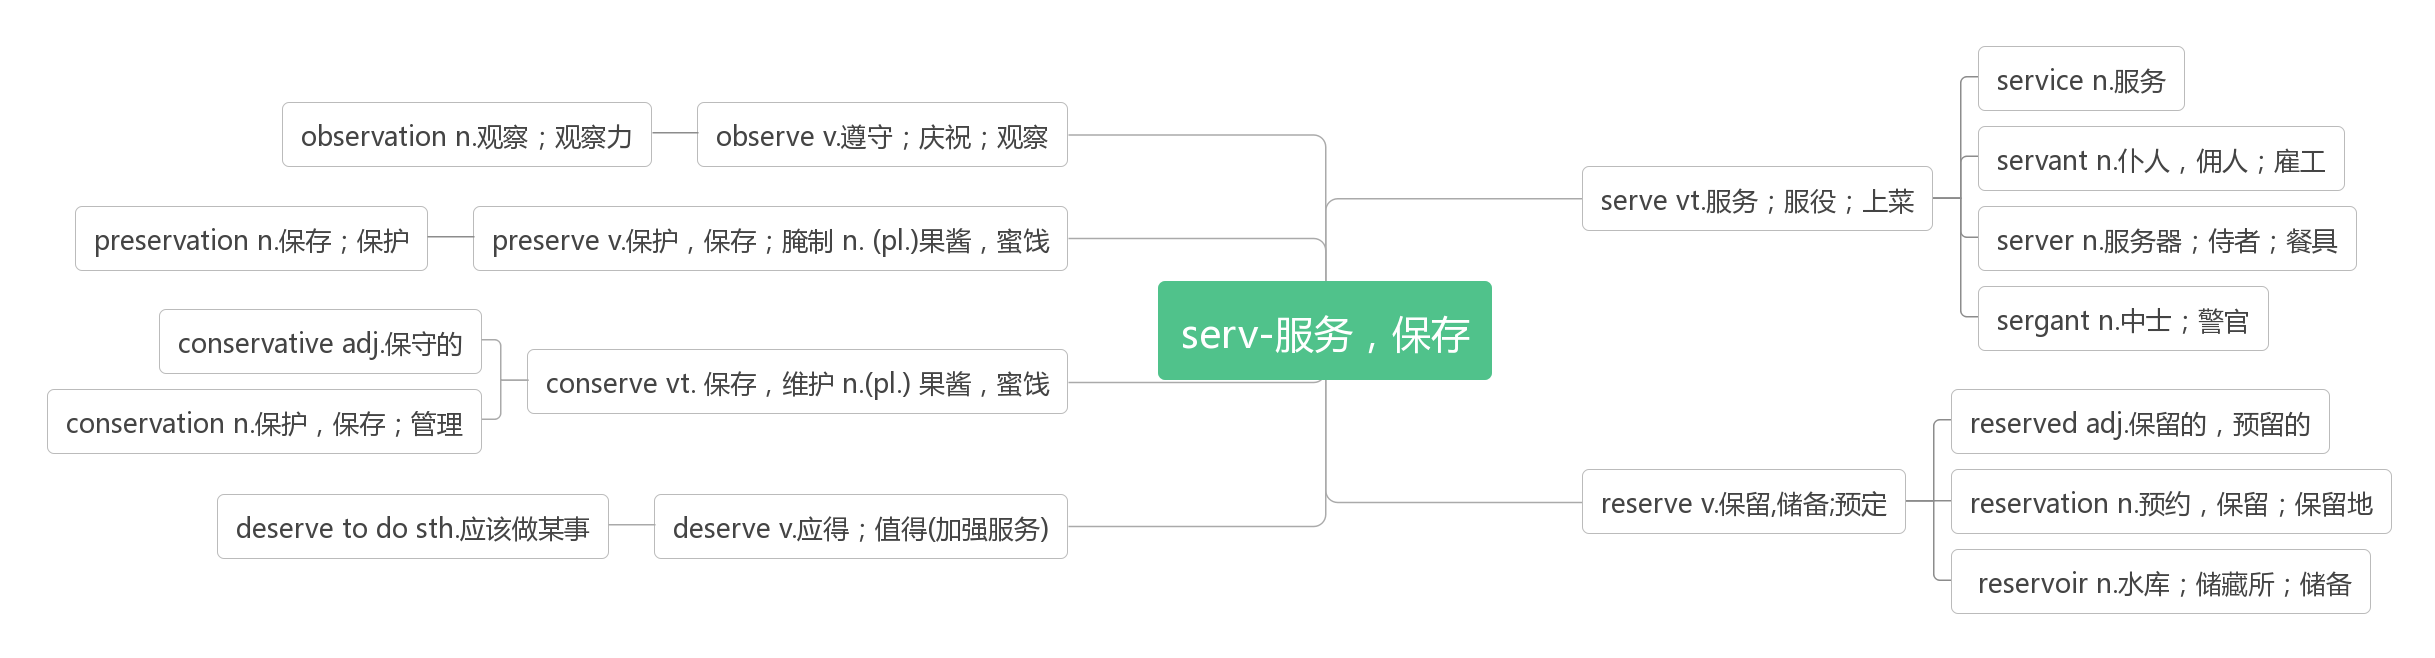 serv-服务，保存
serve vt.服务；服役；上菜
service n.服务
servant n.仆人，佣人；雇工
server n.服务器；侍者；餐具
sergant n.中士；警官
reserve v.保留,储备;预定
reserved adj.保留的，预留的
reservation n.预约，保留；保留地
reservoir n.水库；储藏所；储备
observe v.遵守；庆祝；观察
observation n.观察；观察力
preserve v.保护，保存；腌制 n. (pl.)果酱，蜜饯
preservation n.保存；保护
conserve vt. 保存，维护 n.(pl.) 果酱，蜜饯
conservative adj.保守的
conservation n.保护，保存；管理
deserve v.应得；值得(加强服务)
deserve to do sth.应该做某事